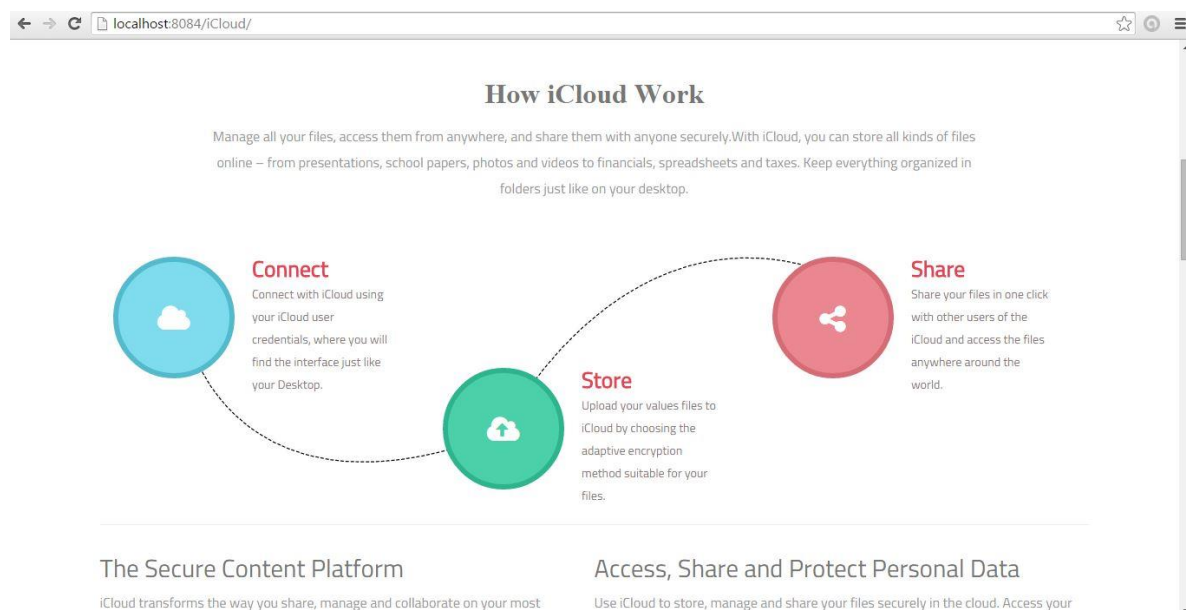 localhost:8084/iCloud/
How iCloud Work
Manage all your files, access them from anywhere, and share them with anyone securely.With iCloud, you can store all kinds of files
online – from presentations, school papers, photos and videos to financials, spreadsheets and taxes. Keep everything organized in
folders just like on your desktop.
Connect
Connect with iCloud using
your iCloud user
credentials, where you will
find the interface just like
your Desktop.
Store
Upload your values files to
iCloud by choosing the
adaptive encryption
method suitable for your
files.
Share
Share your files in one click
with other users of the
iCloud and access the files
anywhere around the
world.
The Secure Content Platform
iCloud transforms the way you share, manage and collaborate on your most
Access, Share and Protect Personal Data
Use iCloud to store, manage and share your files securely in the cloud. Access your